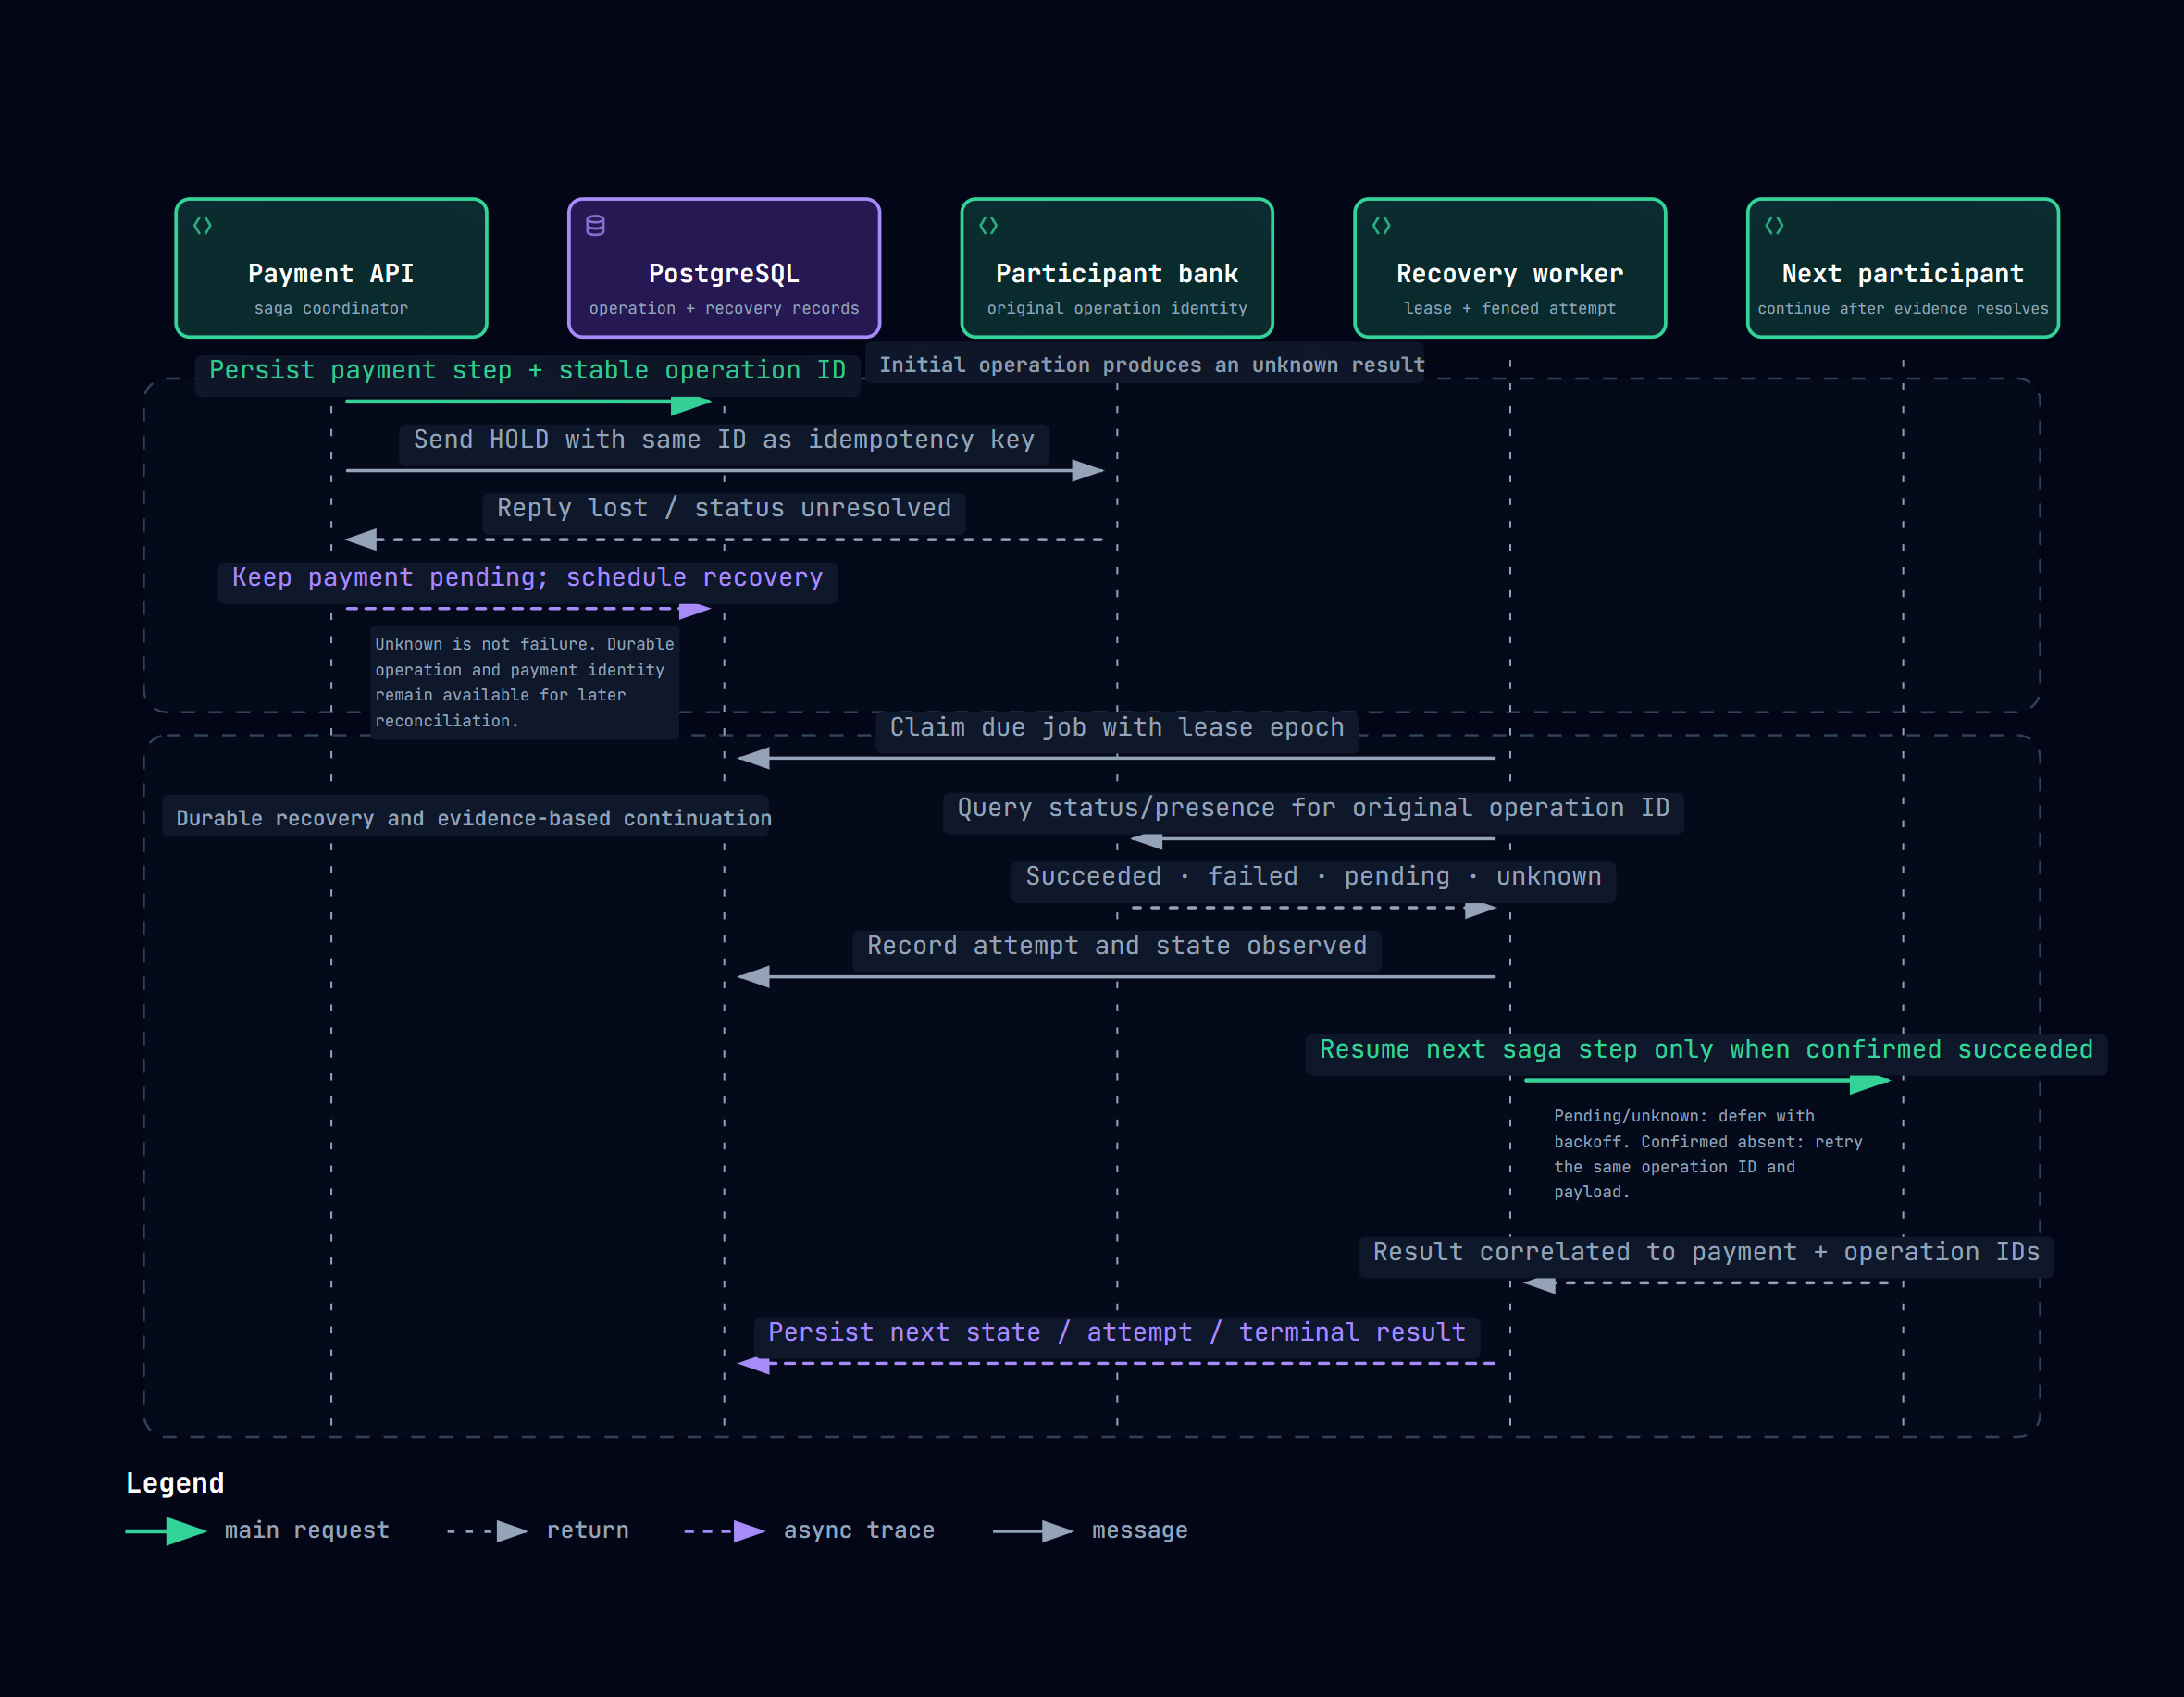 Payment API
saga coordinator
PostgreSQL
operation + recovery records
Participant bank
original operation identity
Recovery worker
lease + fenced attempt
Next participant
continue after evidence resolves
Initial operation produces an unknown result
Persist payment step + stable operation ID
Send HOLD with same ID as idempotency key
Reply lost / status unresolved
Keep payment pending; schedule recovery
Unknown is not failure. Durable
operation and payment identity
remain available for later
reconciliation.
Claim due job with lease epoch
Durable recovery and evidence-based continuation
Query status/presence for original operation ID
Succeeded · failed · pending · unknown
Record attempt and state observed
Resume next saga step only when confirmed succeeded
Pending/unknown: defer with
backoff. Confirmed absent: retry
the same operation ID and
payload.
Result correlated to payment + operation IDs
Persist next state / attempt / terminal result
Legend
main request
return
async trace
message